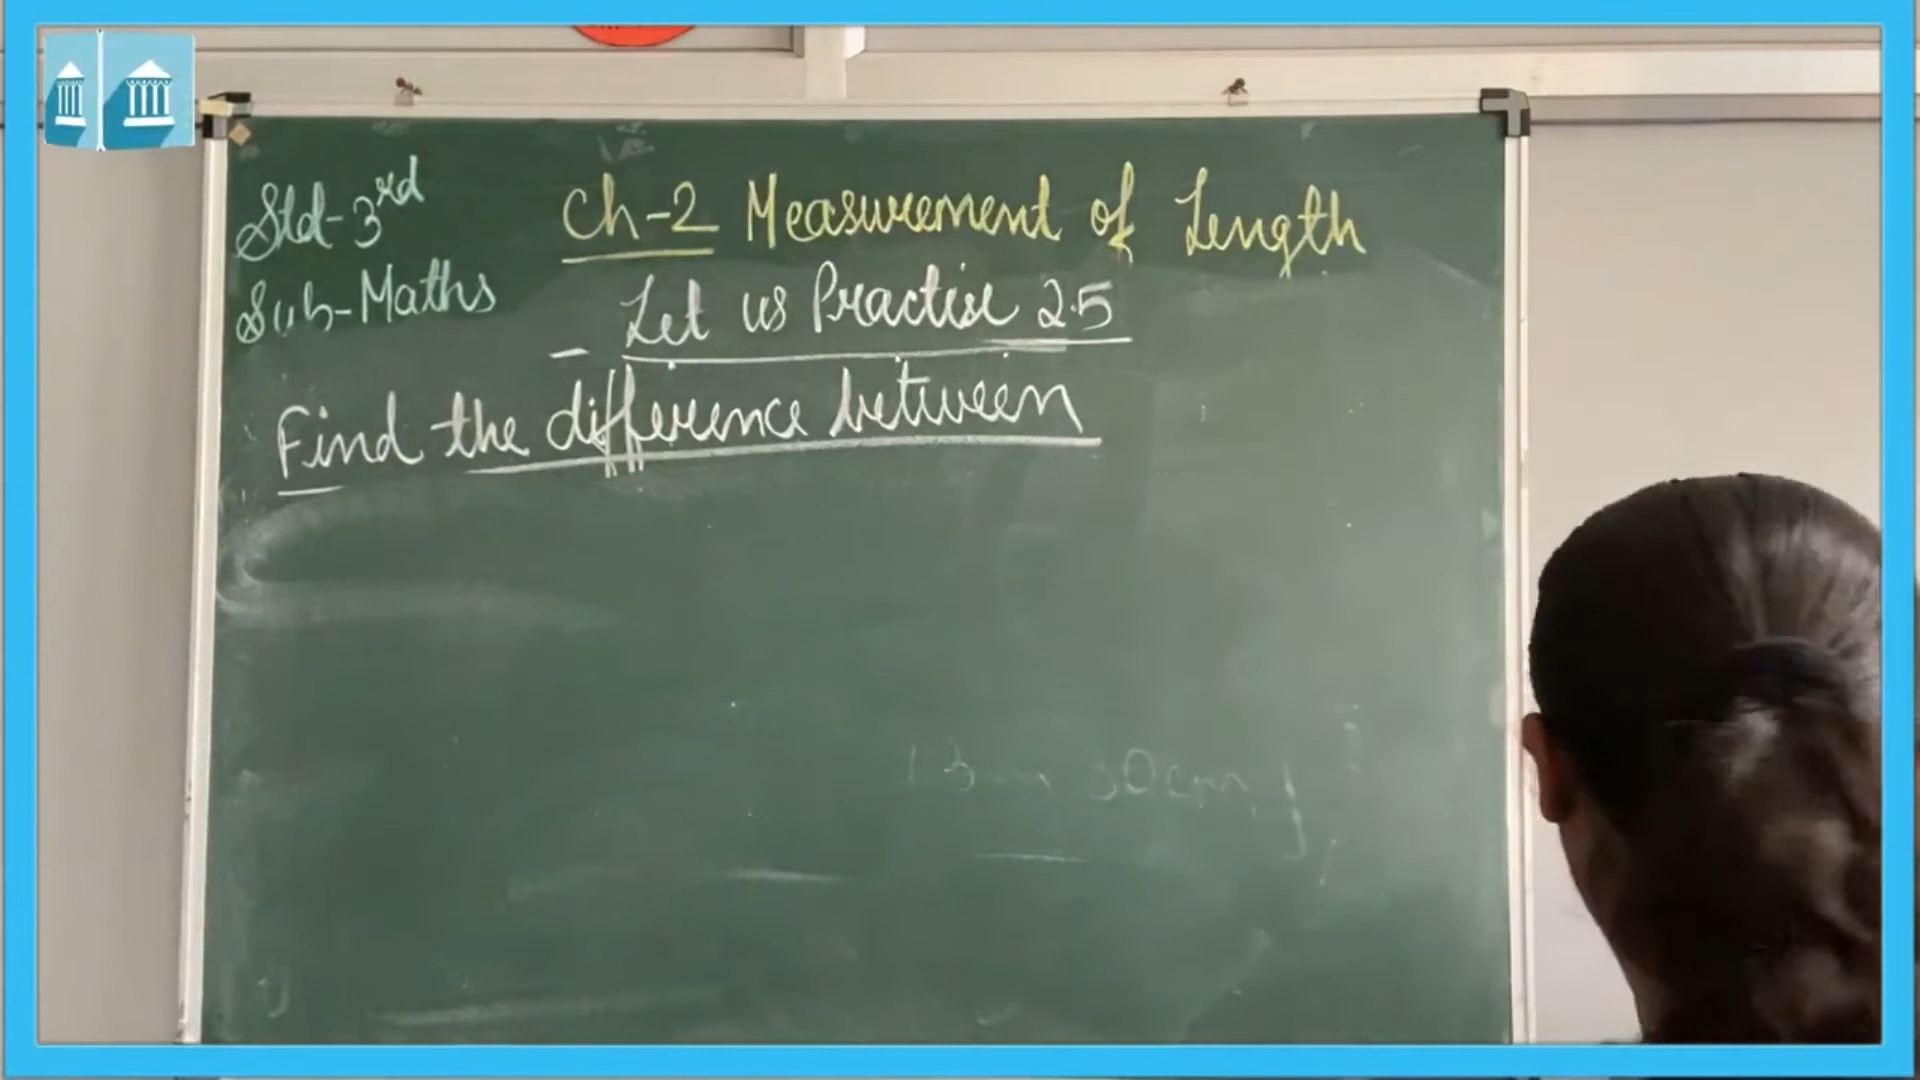 Std-3rd
Ch-2 Measurement of Length
Sub-Maths
Let us Practise 2.5
Find the difference between